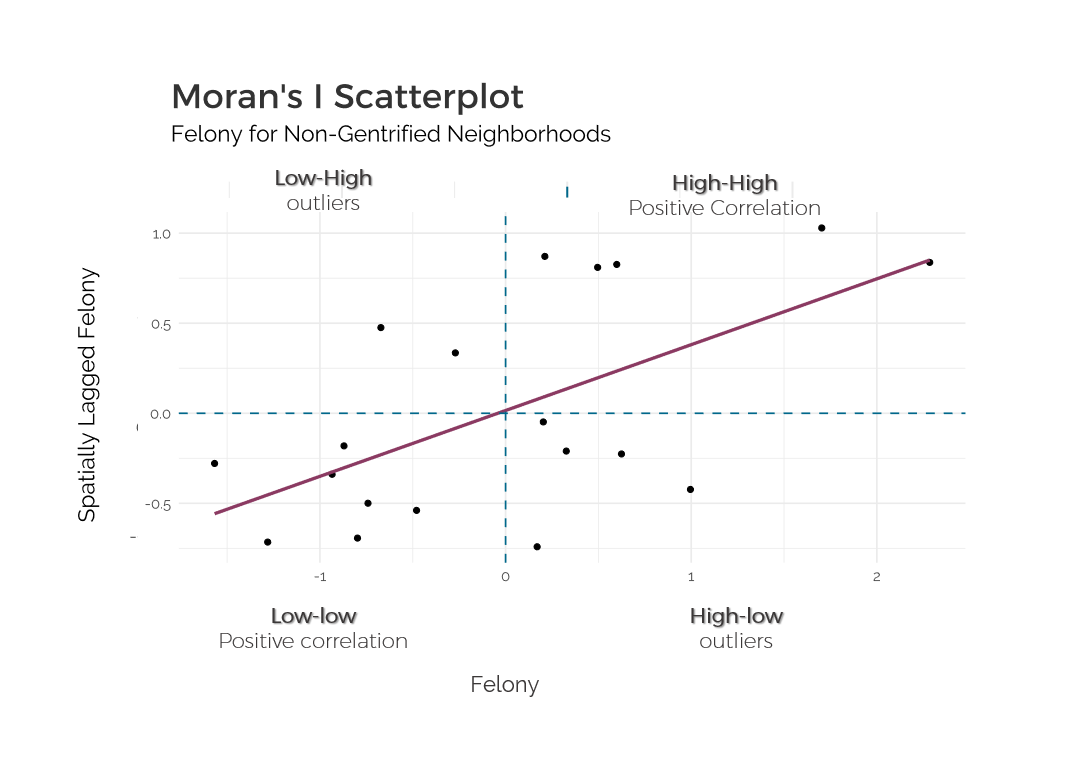 Moran's I Scatterplot
Felony for Non-Gentrified Neighborhoods
Low-High
outliers
High-High
Positive Correlation
1.0
0.5
0.0
-0.5
Spatially Lagged Felony
-1
0
1
2
Low-low
Positive correlation
High-low
outliers
Felony